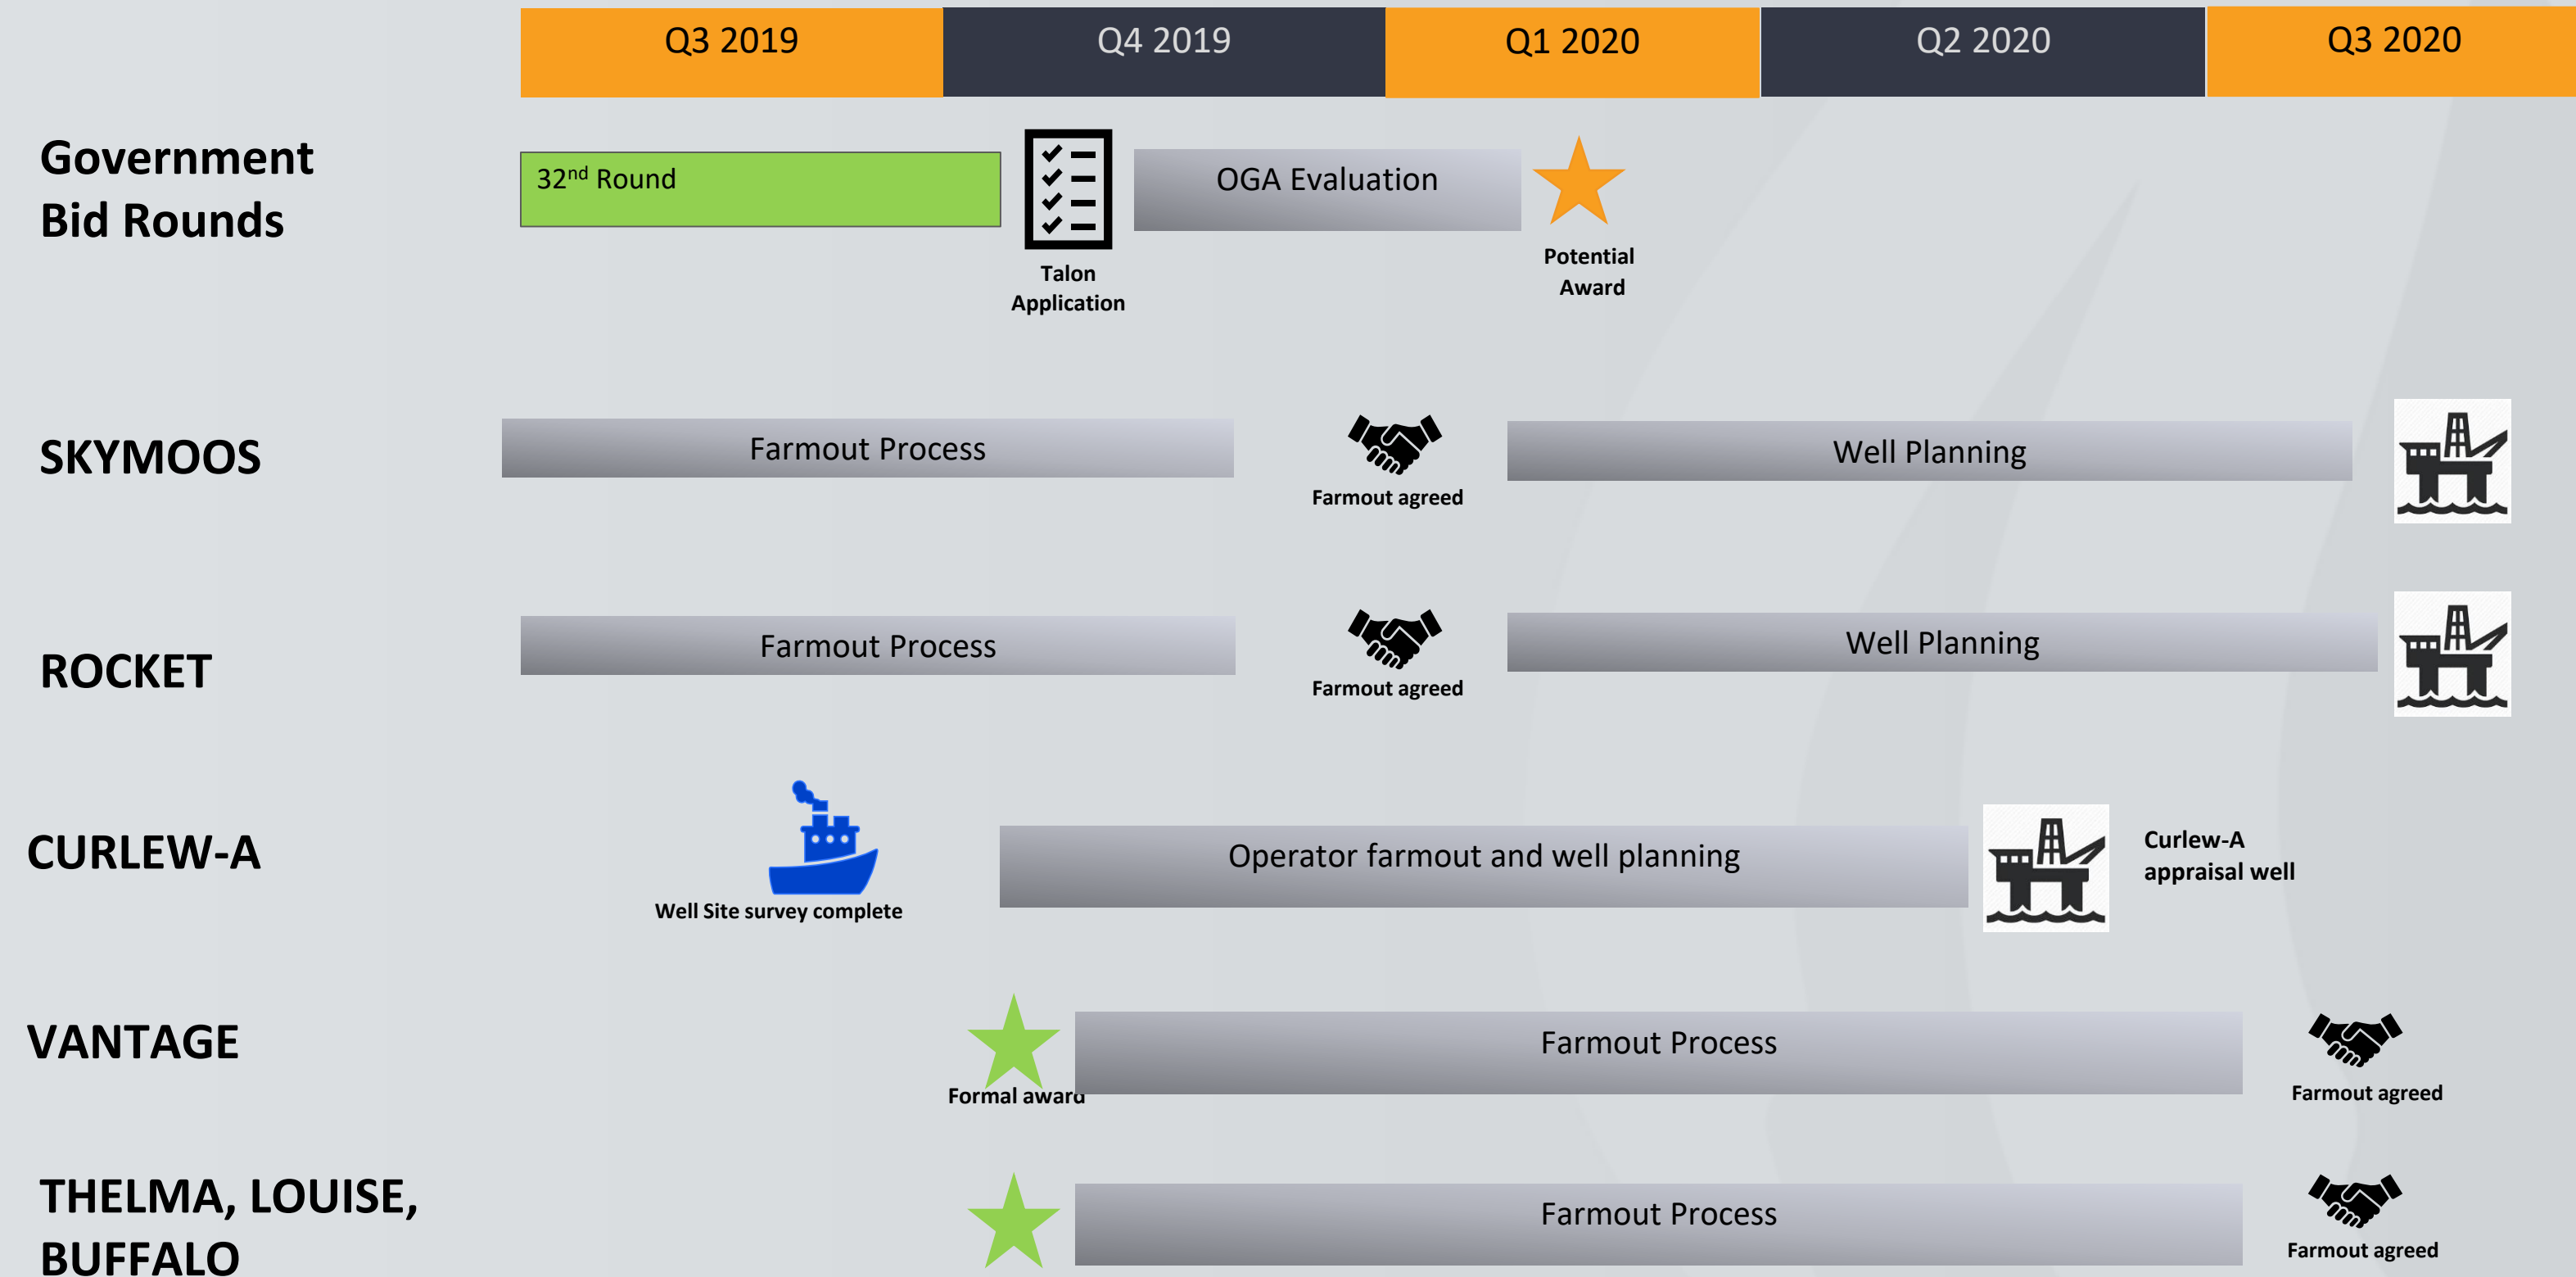 Q3 2019
Q4 2019
Q1 2020
Q2 2020
Q3 2020
Government
Bid Rounds
32nd Round
OGA Evaluation
Talon
Application
Potential
Award
SKYMOOS
Farmout Process
Farmout agreed
Well Planning
ROCKET
Farmout Process
Farmout agreed
Well Planning
CURLEW-A
Well Site survey complete
Operator farmout and well planning
Curlew-A
appraisal well
VANTAGE
Formal award
Farmout Process
Farmout agreed
THELMA, LOUISE,
BUFFALO
Farmout Process
Farmout agreed